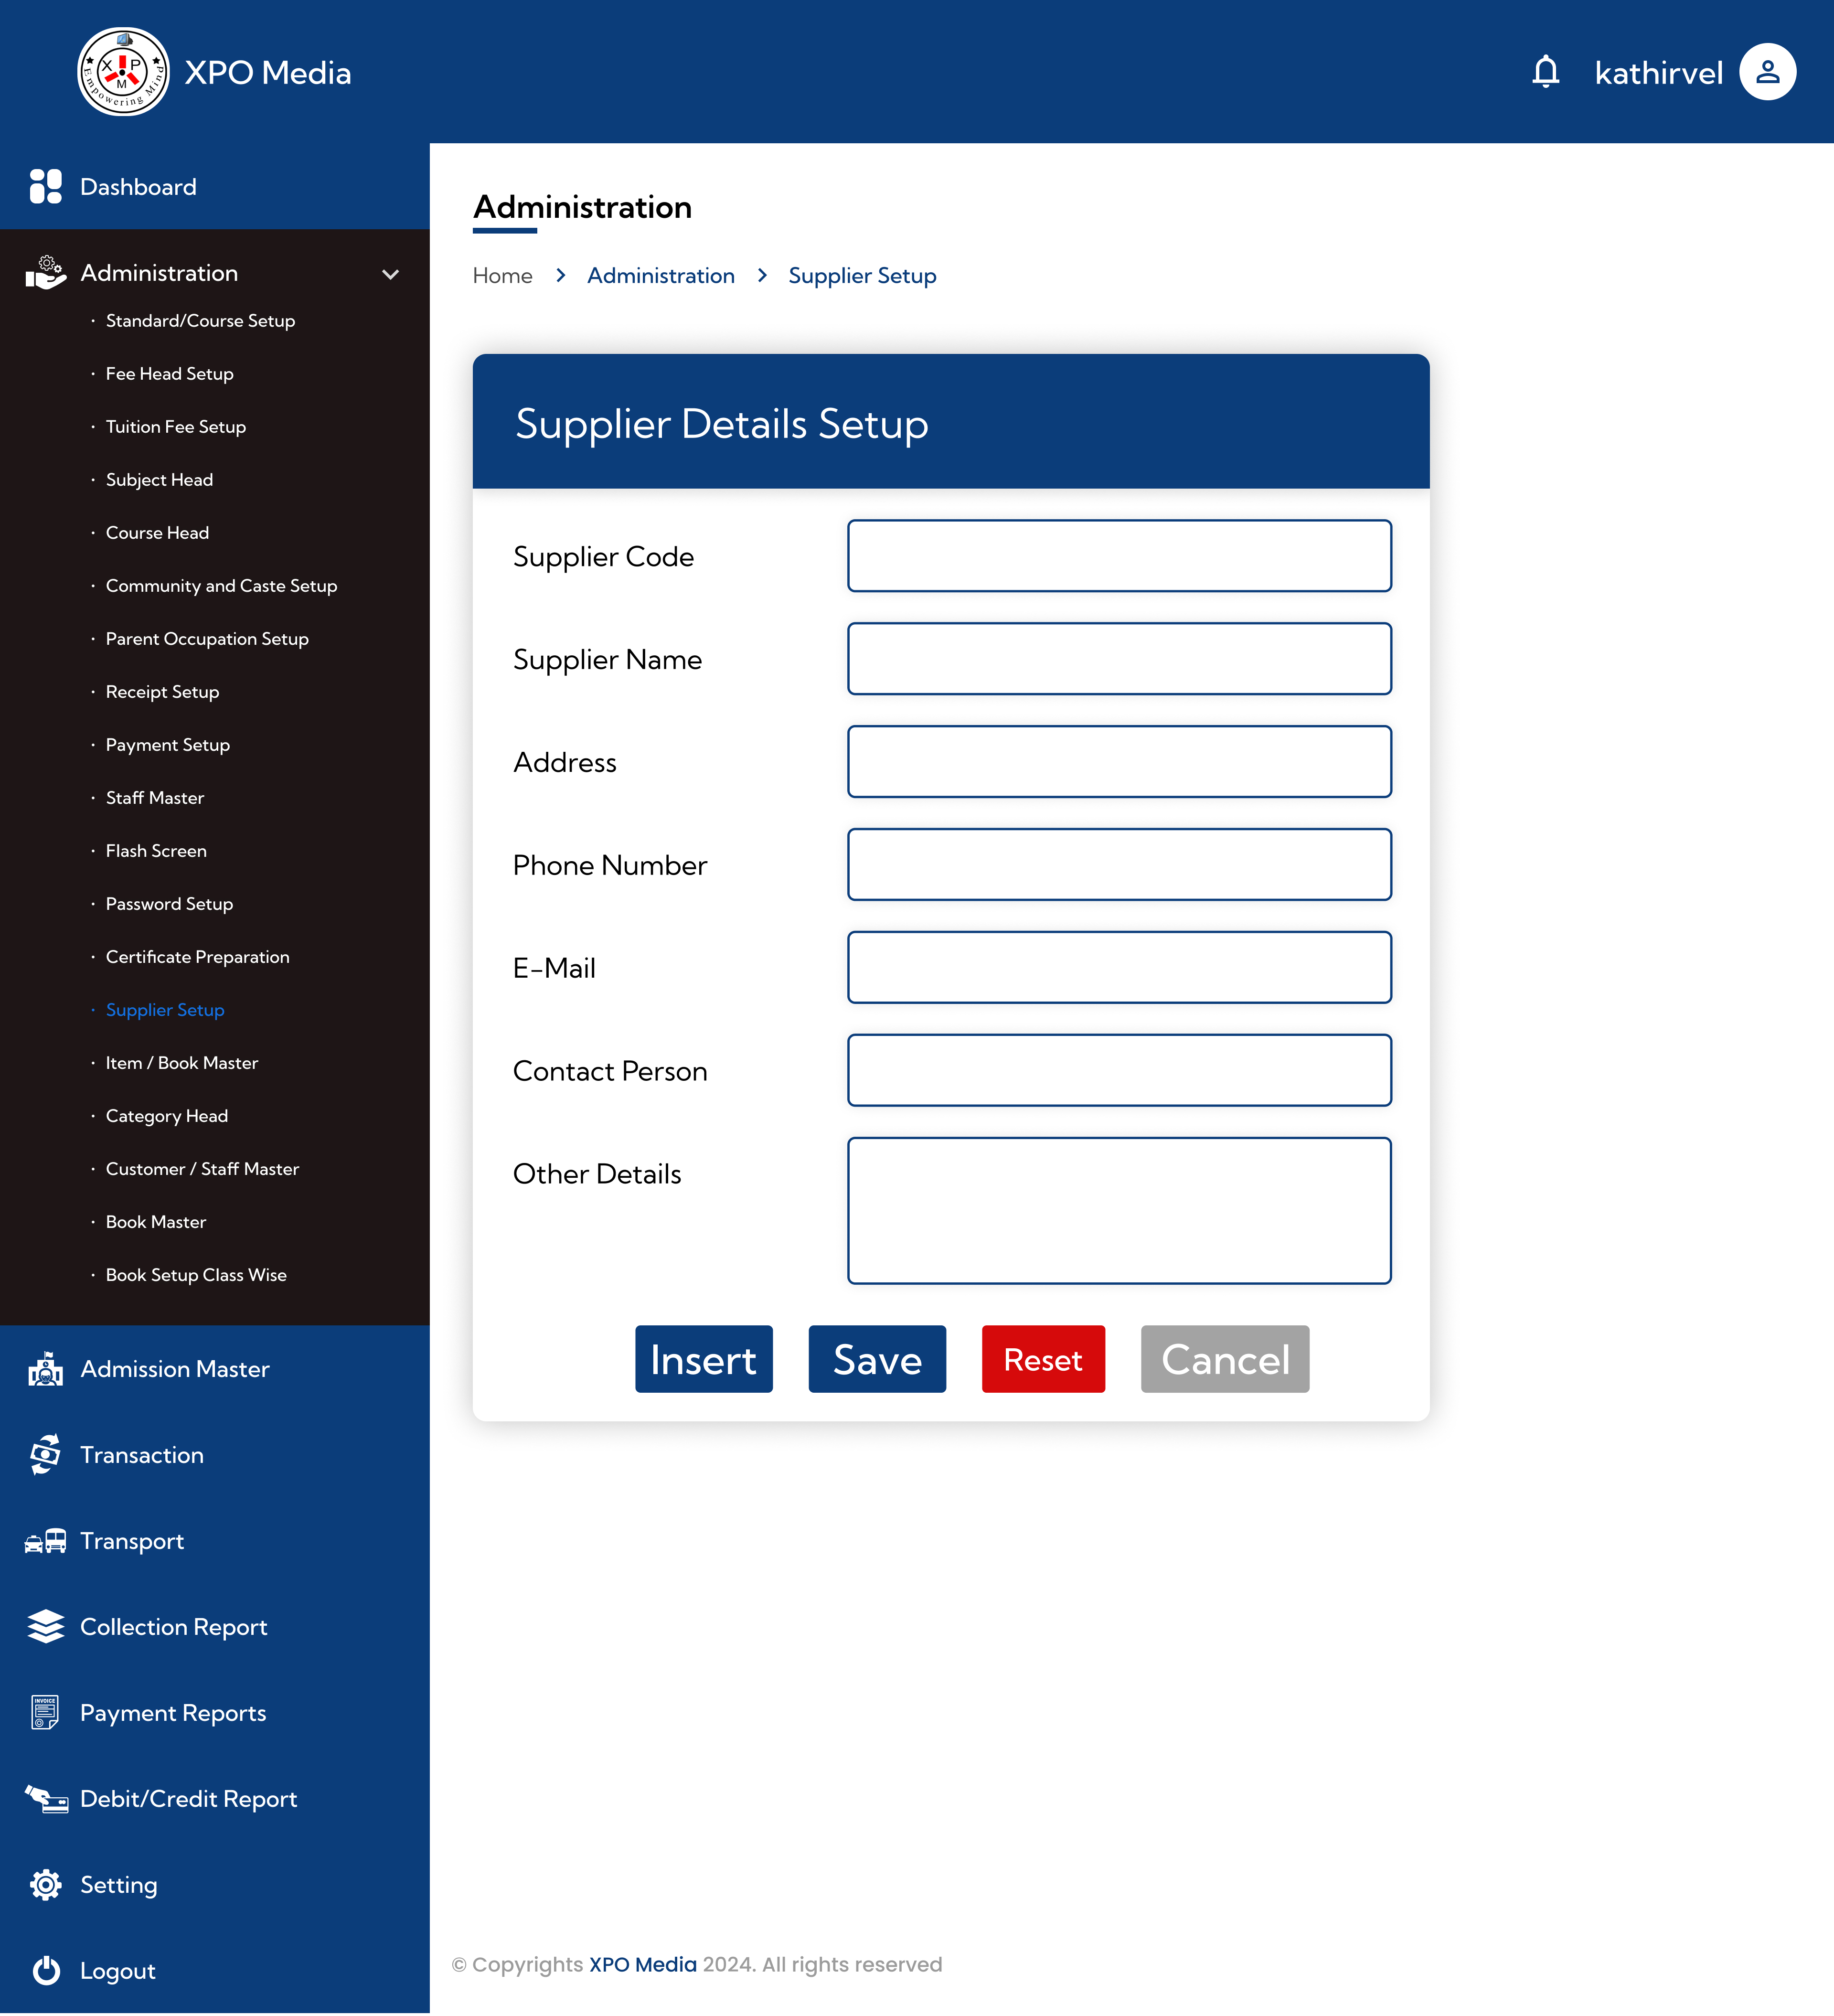 X P M
Empowering Mind
XPO Media
kathirvel
Dashboard
Administration
· Standard/Course Setup
· Fee Head Setup
· Tuition Fee Setup
· Subject Head
· Course Head
· Community and Caste Setup
· Parent Occupation Setup
· Receipt Setup
· Payment Setup
· Staff Master
· Flash Screen
· Password Setup
· Certificate Preparation
· Supplier Setup
· Item / Book Master
· Category Head
· Customer / Staff Master
· Book Master
· Book Setup Class Wise
Admission Master
Transaction
Transport
Collection Report
INVOICE
Payment Reports
Debit/Credit Report
Setting
Logout
Administration
Home > Administration > Supplier Setup
Supplier Details Setup
Supplier Code
Supplier Name
Address
Phone Number
E-Mail
Contact Person
Other Details
Insert Save Reset Cancel
© Copyrights XPO Media 2024. All rights reserved